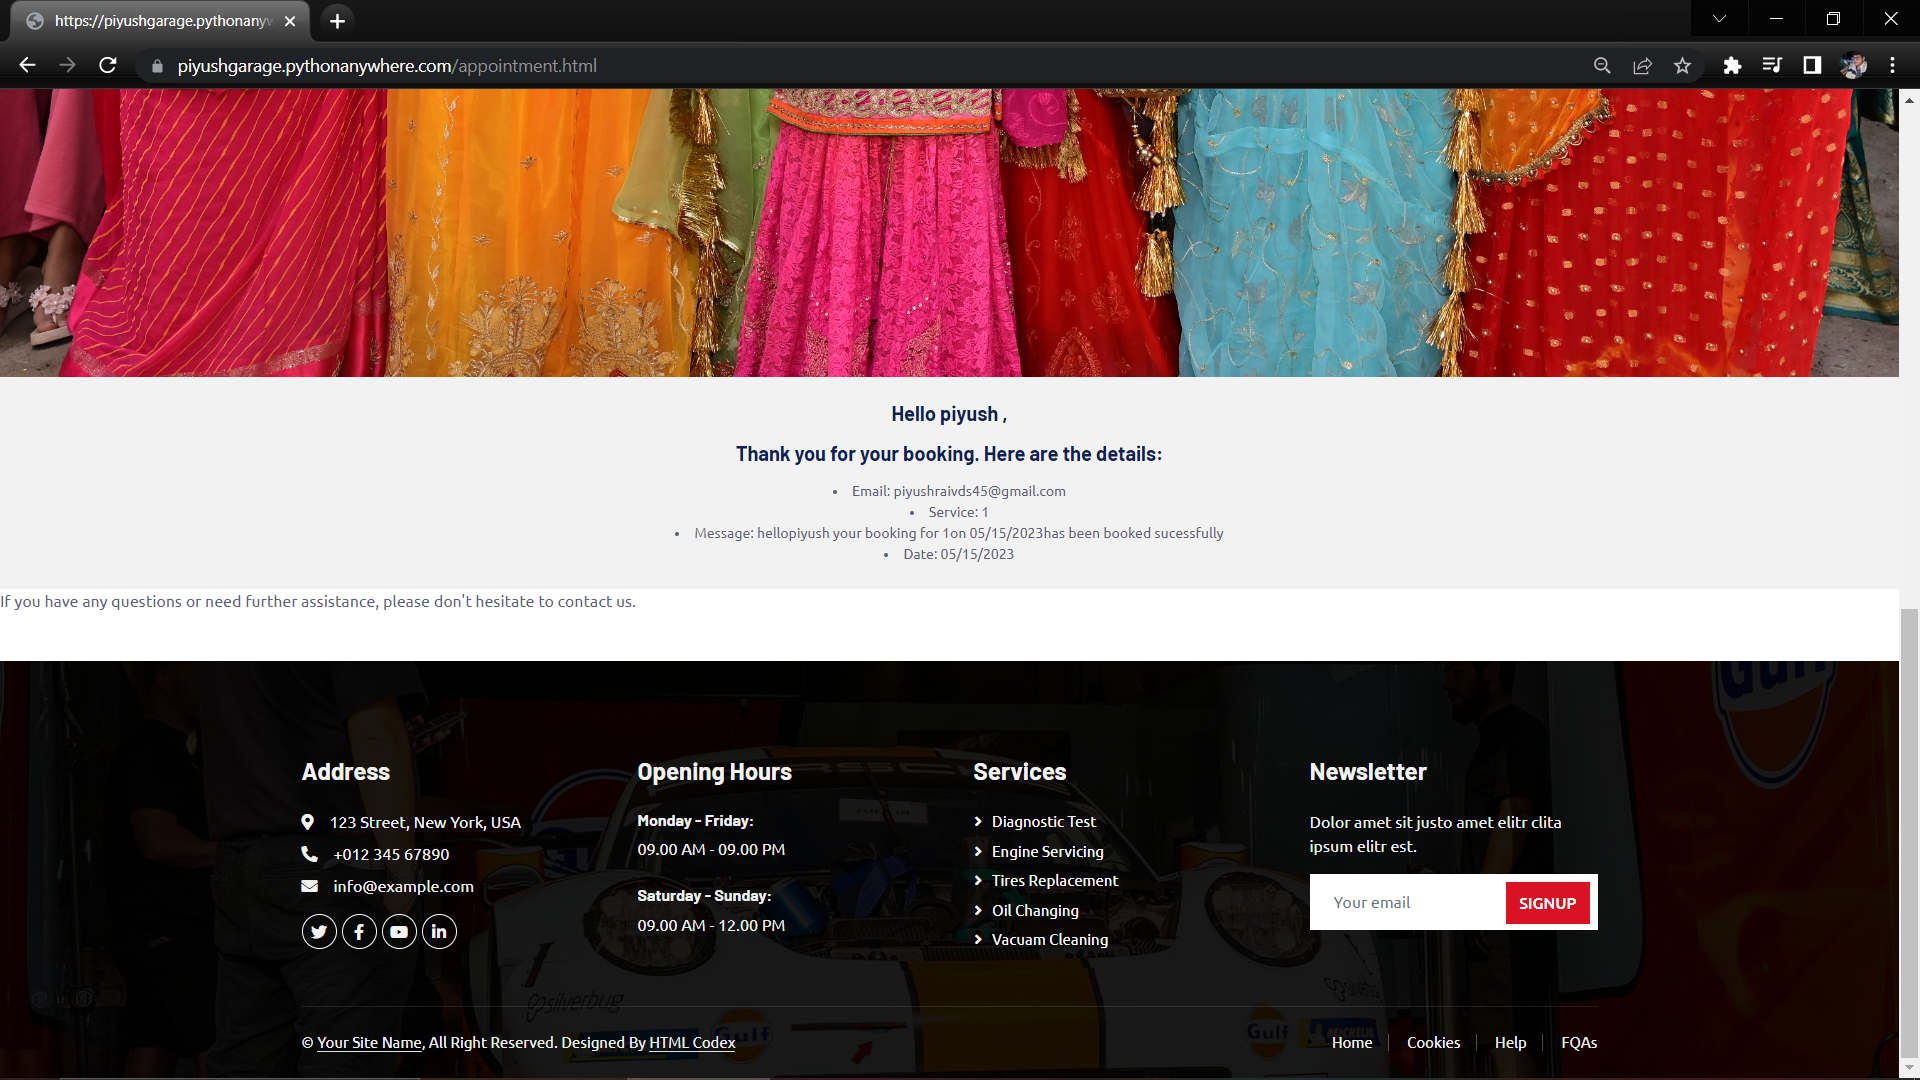 https://piyushgarage.pythonanyw
piyushgarage.pythonanywhere.com/appointment.html
Hello piyush ,
Thank you for your booking. Here are the details:
• Email: piyushraivds45@gmail.com
• Service: 1
• Message: hellopiyush your booking for 1on 05/15/2023has been booked sucessfully
• Date: 05/15/2023
If you have any questions or need further assistance, please don't hesitate to contact us.
Gulf
Address
123 Street, New York, USA
+012 345 67890
info@example.com
Opening Hours
Monday - Friday:
09.00 AM - 09.00 PM
Saturday - Sunday:
09.00 AM - 12.00 PM
Services
Diagnostic Test
Engine Servicing
Tires Replacement
Oil Changing
Vacuam Cleaning
Newsletter
Dolor amet sit justo amet elitr clita
ipsum elitr est.
Your email
SIGNUP
silverbug
Gulf
Gulf
MICHELIN
© Your Site Name, All Right Reserved. Designed By HTML Codex
Home
Cookies
Help
FQAs